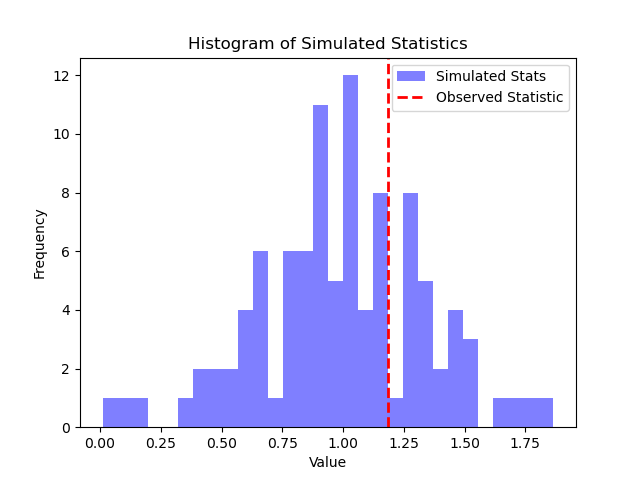 Histogram of Simulated Statistics
Simulated Stats
Observed Statistic
Frequency
12
10
8
6
4
2
0
0.00 0.25 0.50 0.75 1.00 1.25 1.50 1.75
Value